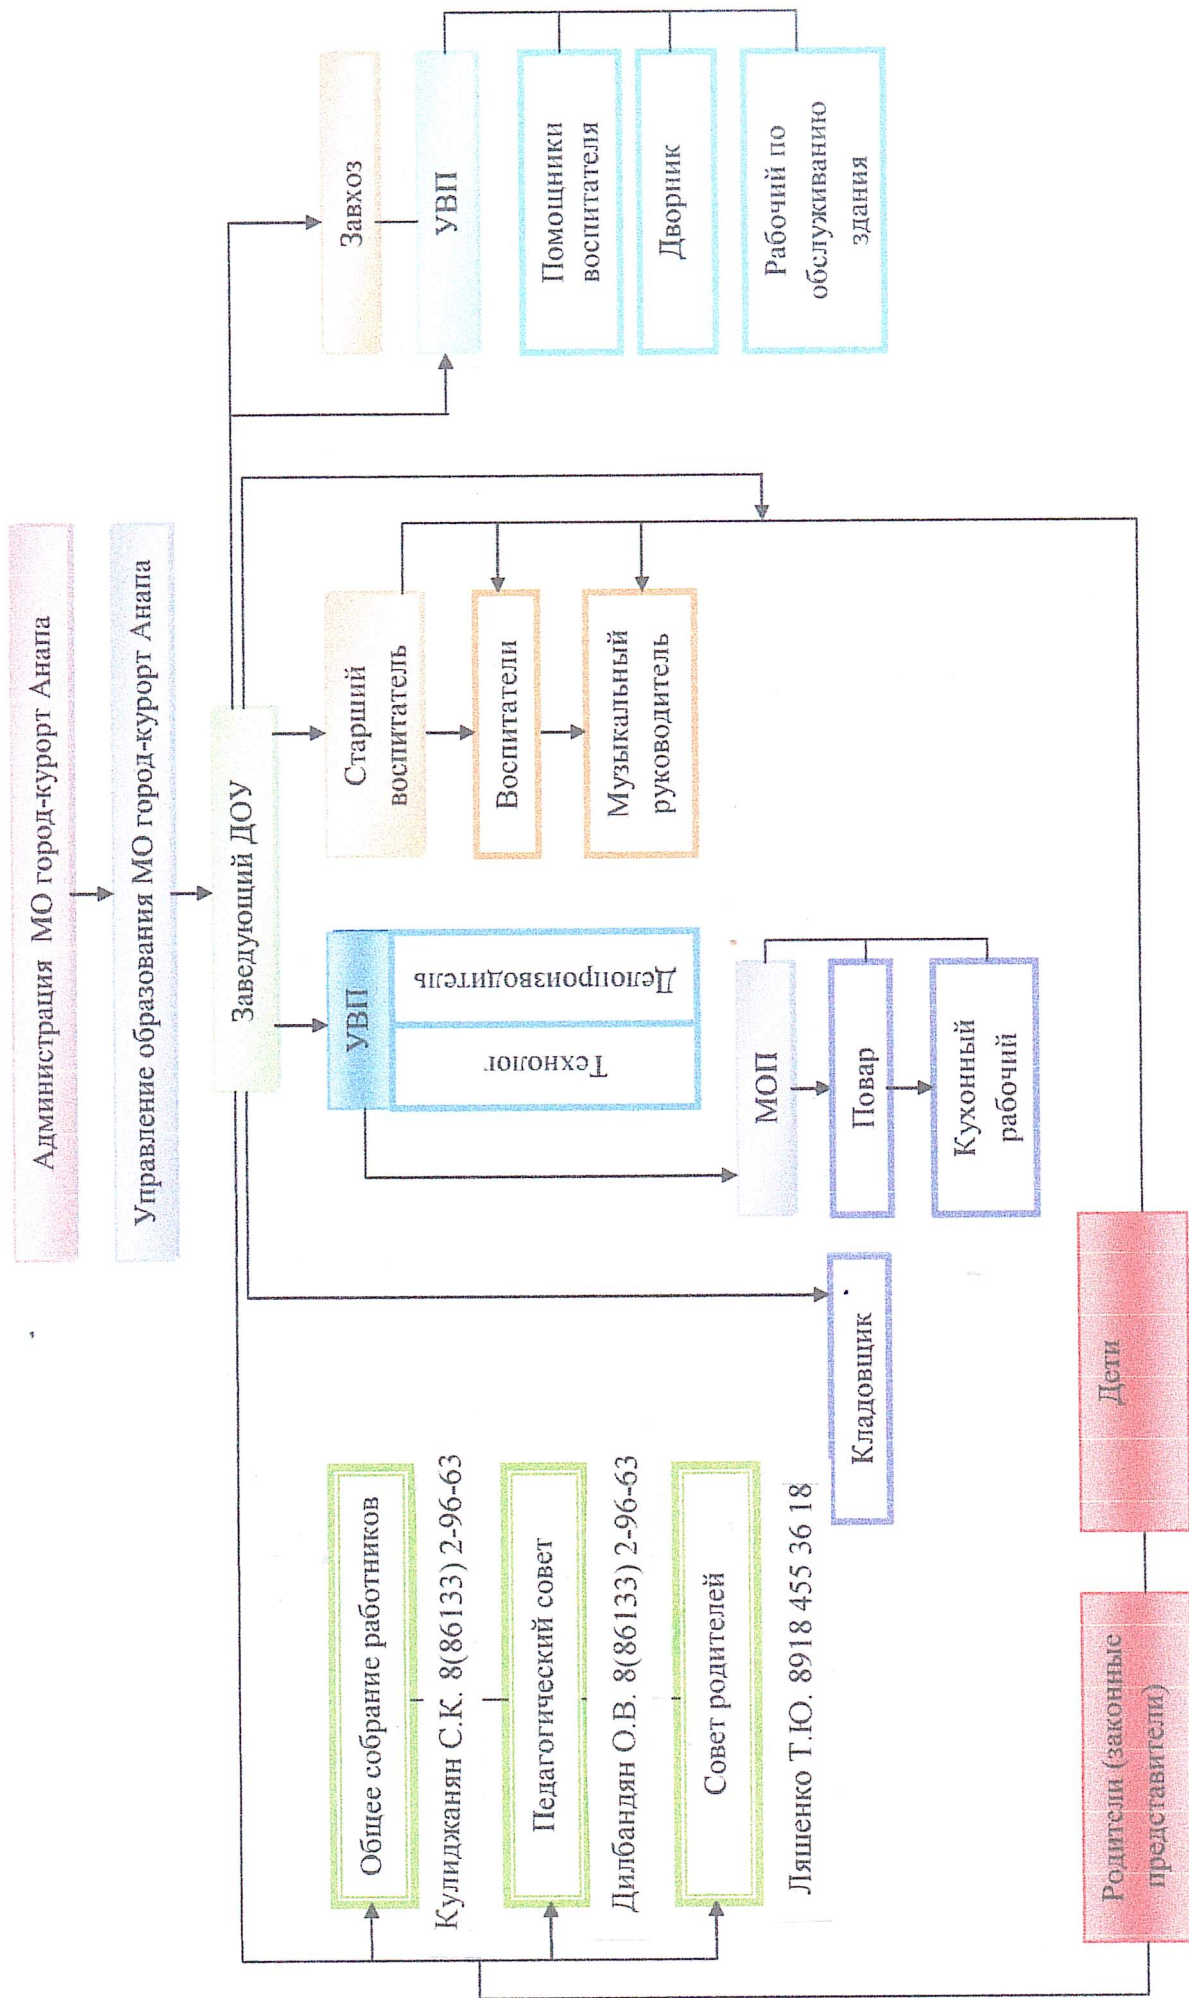 Администрация МО город-курорт Анапа
Управление образования МО город-курорт Анапа
Заведующий ДОУ
Общее собрание работников
Кулиджанян С.К. 8(86133) 2-96-63
Педагогический совет
Дилбандян О.В. 8(86133) 2-96-63
Совет родителей
Ляшенко Т.Ю. 8918 455 36 18
Кладовщик
УВП
Технолог
Делопроизводитель
МОП
Повар
Кухонный
рабочий
Старший
воспитатель
Воспитатели
Музыкальный
руководитель
Завхоз
УВП
Помощники
воспитателя
Дворник
Рабочий по
обслуживанию
здания
Родители (законные
представители)
Дети